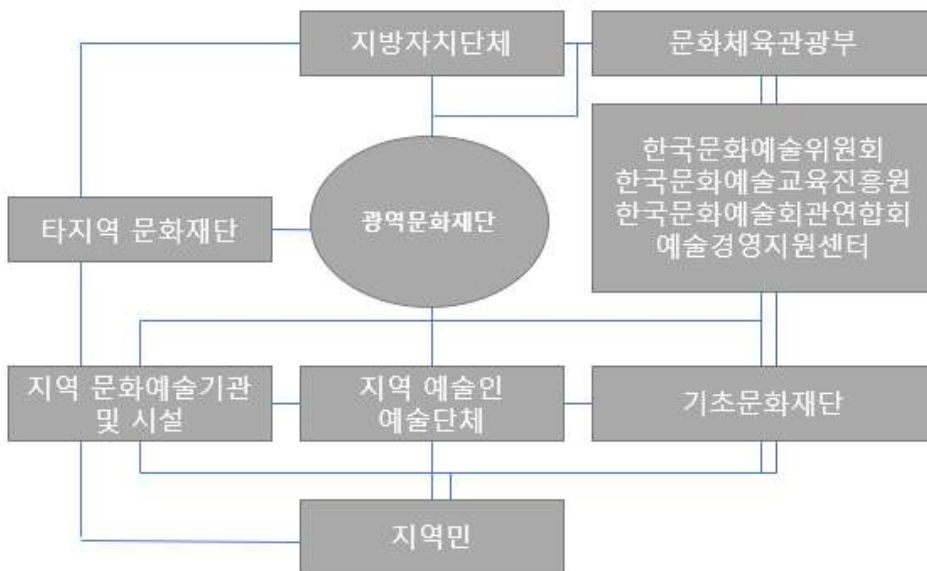 지방자치단체
문화체육관광부
한국문화예술위원회
한국문화예술교육진흥원
한국문화예술회관연합회
예술경영지원센터
광역문화재단
타지역 문화재단
지역 문화예술기관
및 시설
지역 예술인
예술단체
기초문화재단
지역민